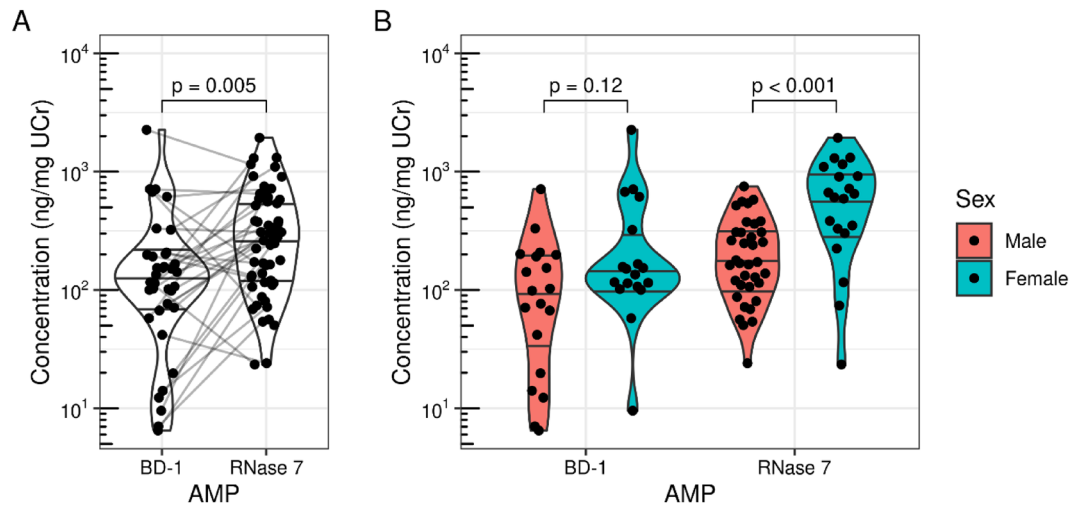 A
B
Concentration (ng/mg UCr)
10⁴
10³
10²
10¹
p = 0.005
BD-1
RNase 7
AMP
Concentration (ng/mg UCr)
10⁴
10³
10²
10¹
p = 0.12
p < 0.001
BD-1
RNase 7
AMP
Sex
Male
Female